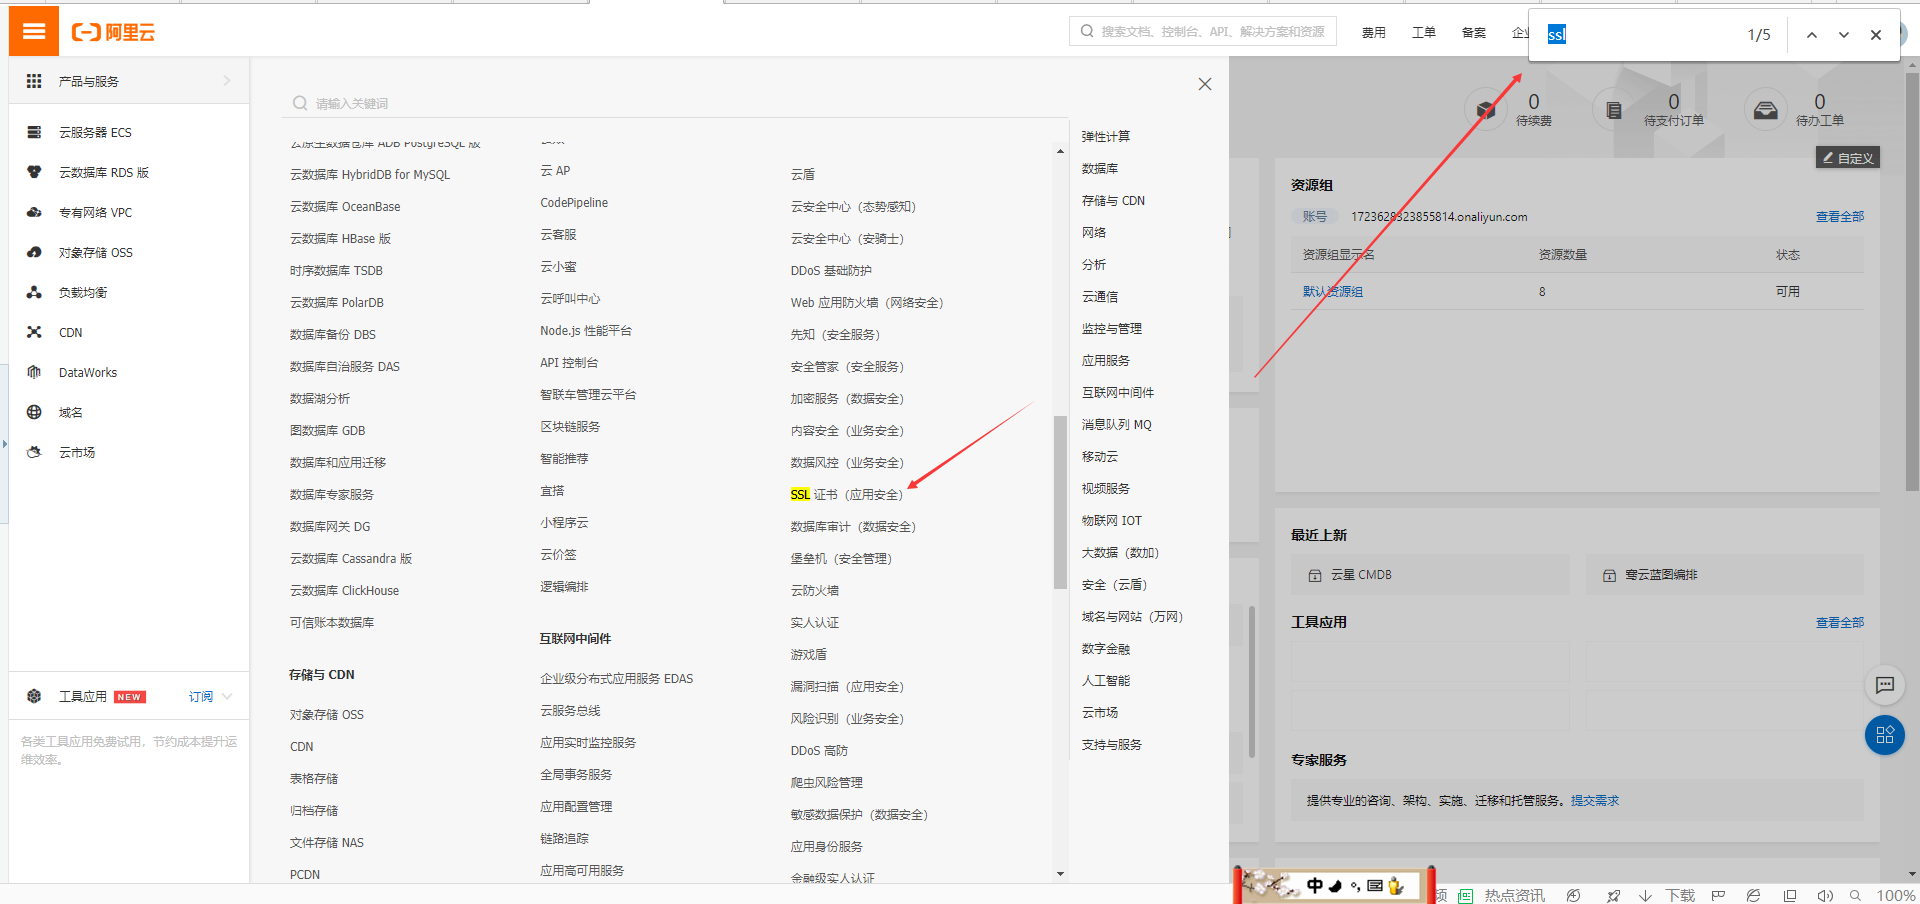 阿里云
搜索文档、控制台、API、解决方案和资源
费用
工单
备案
ssl
1/5
产品与服务
云服务器 ECS
云数据库 RDS 版
专有网络 VPC
对象存储 OSS
负载均衡
CDN
DataWorks
域名
云市场
工具应用
NEW
订阅
各类工具应用免费试用，节约成本提升运
维效率。
请输入关键词
云原生数据仓库 ADB PostgreSQL 版
云数据库 HybridDB for MySQL
云数据库 OceanBase
云数据库 HBase 版
时序数据库 TSDB
云数据库 PolarDB
数据库备份 DBS
数据库自治服务 DAS
数据湖分析
图数据库 GDB
数据库和应用迁移
数据库专家服务
数据库网关 DG
云数据库 Cassandra 版
云数据库 ClickHouse
可信账本数据库
存储与 CDN
对象存储 OSS
CDN
表格存储
归档存储
文件存储 NAS
PCDN
云 AP
CodePipeline
云客服
云小蜜
云呼叫中心
Node.js 性能平台
API 控制台
智联车管理云平台
区块链服务
智能推荐
宜搭
小程序云
云价签
逻辑编排
互联网中间件
企业级分布式应用服务 EDAS
云服务总线
应用实时监控服务
全局事务服务
应用配置管理
链路追踪
应用高可用服务
云盾
云安全中心（态势感知）
云安全中心（安骑士）
DDoS 基础防护
Web 应用防火墙（网络安全）
先知（安全服务）
安全管家（安全服务）
加密服务（数据安全）
内容安全（业务安全）
数据风控（业务安全）
SSL 证书（应用安全）
数据库审计（数据安全）
堡垒机（安全管理）
云防火墙
实人认证
游戏盾
漏洞扫描（应用安全）
风险识别（业务安全）
DDoS 高防
爬虫风险管理
敏感数据保护（数据安全）
应用身份服务
金融级实人认证
弹性计算
数据库
存储与 CDN
网络
分析
云通信
监控与管理
应用服务
互联网中间件
消息队列 MQ
移动云
视频服务
物联网 IOT
大数据（数加）
安全（云盾）
域名与网站（万网）
数字金融
人工智能
云市场
支持与服务
0
待续费
0
待支付订单
0
待办工单
自定义
资源组
账号
1723628323855814.onaliyun.com
查看全部
资源组显示名
资源数量
状态
默认资源组
8
可用
最近上新
云星 CMDB
骞云蓝图编排
工具应用
查看全部
专家服务
提供专业的咨询、架构、实施、迁移和托管服务。提交需求
中
频
热点资讯
下载
100%